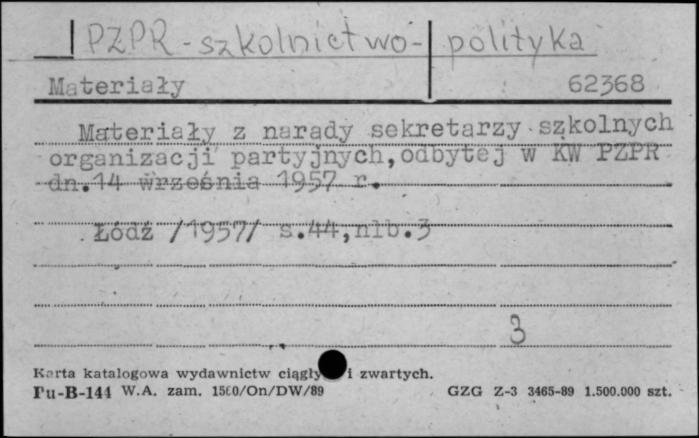 PZPR - szkolnictwo - polityka
Materiały 62368
Materiały z narady sekretarzy szkolnych
organizacji partyjnych, odbytej w KW PZPR
dn.14 września 1957 r.
Łódź /1957/ s.44, nlb.3
3
Karta katalogowa wydawnictw i zwartych.
Pu-B-144 W.A. zam. 1560/On/DW/89 GZG Z-3 3465-89 1.500.000 szt.